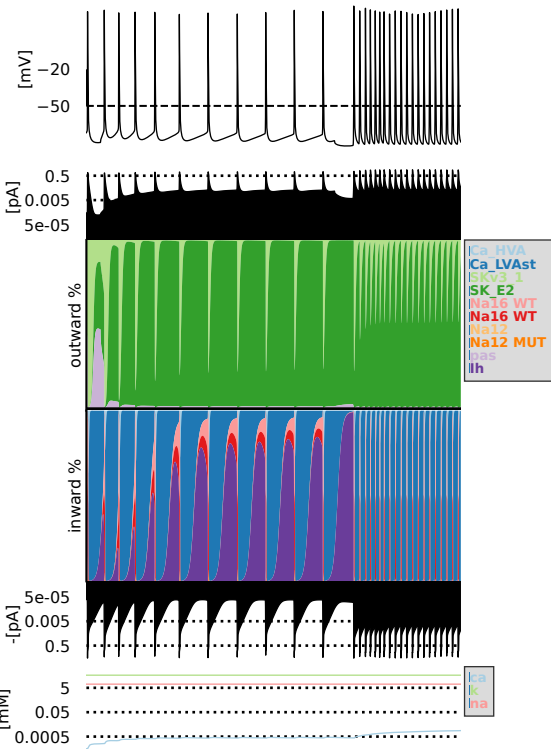 [mV]
−20
−50
[pA]
0.5
0.005
5e-05
outward %
Ca_HVA
Ca_LVAst
SKv3_1
SK_E2
Na16 WT
Na16 WT
Na12
Na12 MUT
pas
Ih
inward %
-[pA]
5e-05
0.005
0.5
[mM]
5
0.05
0.0005
ca
k
na